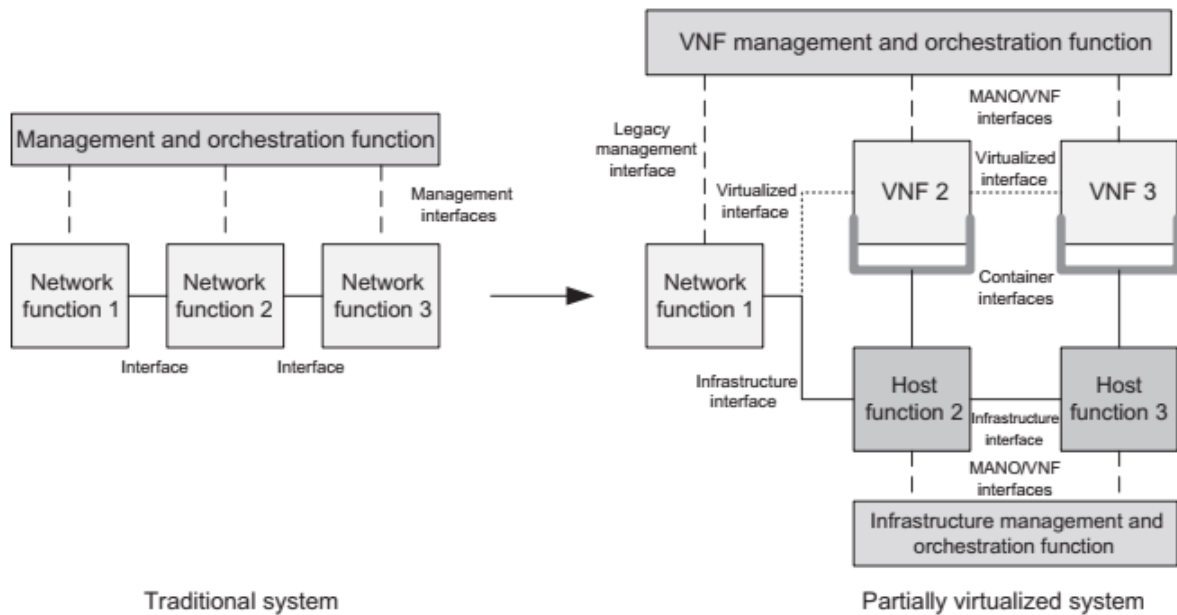 Management and orchestration function
Management
interfaces
Network
function 1
Network
function 2
Network
function 3
Interface
Interface
Traditional system
VNF management and orchestration function
Legacy
management
interface
MANO/VNF
interfaces
Virtualized
interface
VNF 2
Virtualized
interface
VNF 3
Network
function 1
Container
interfaces
Infrastructure
interface
Host
function 2
Infrastructure
interface
Host
function 3
MANO/VNF
interfaces
Infrastructure management and
orchestration function
Partially virtualized system